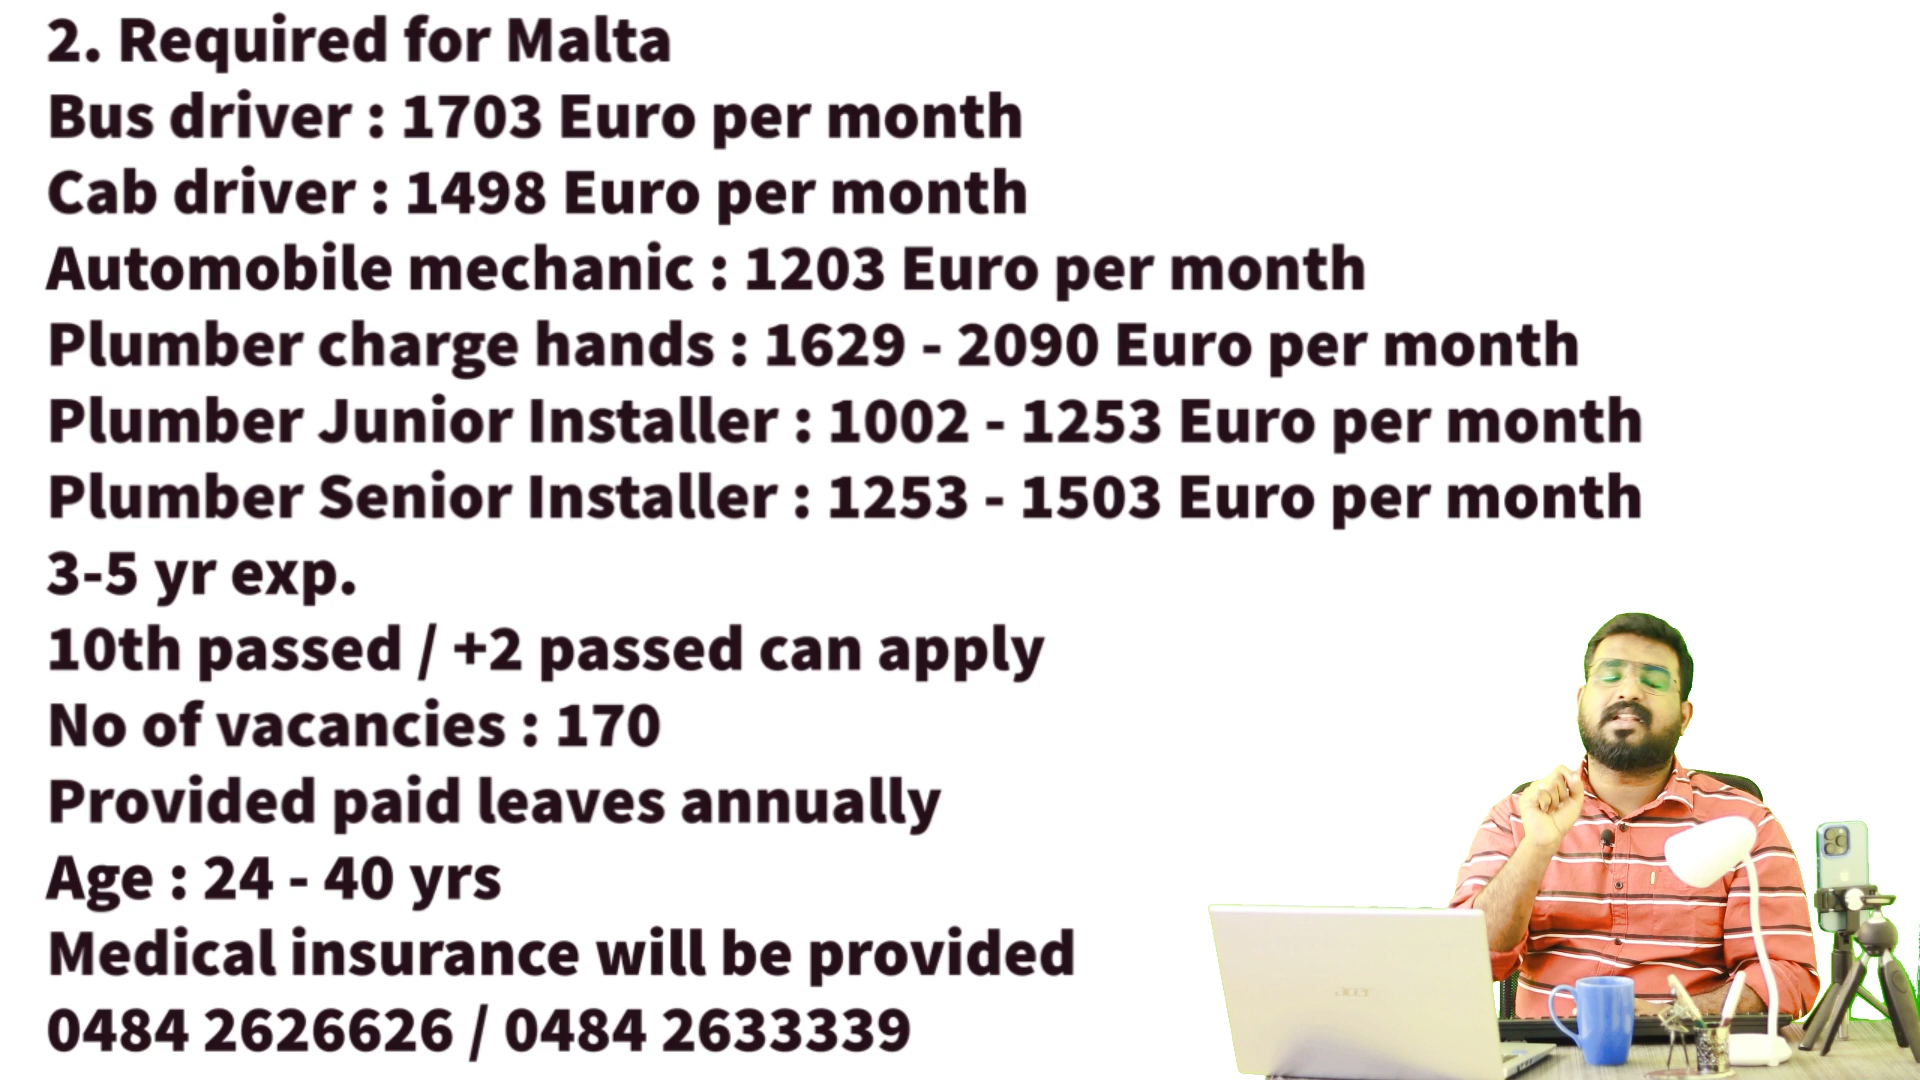 2. Required for Malta
Bus driver : 1703 Euro per month
Cab driver : 1498 Euro per month
Automobile mechanic : 1203 Euro per month
Plumber charge hands : 1629 - 2090 Euro per month
Plumber Junior Installer : 1002 - 1253 Euro per month
Plumber Senior Installer : 1253 - 1503 Euro per month
3-5 yr exp.
10th passed / +2 passed can apply
No of vacancies : 170
Provided paid leaves annually
Age : 24 - 40 yrs
Medical insurance will be provided
0484 2626626 / 0484 2633339
acer